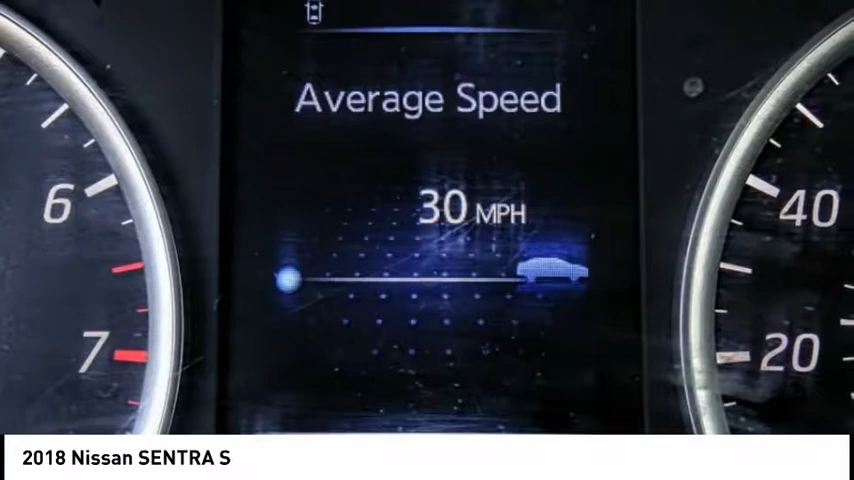 Average Speed
30 MPH
6
7
40
20
2018 Nissan SENTRA S